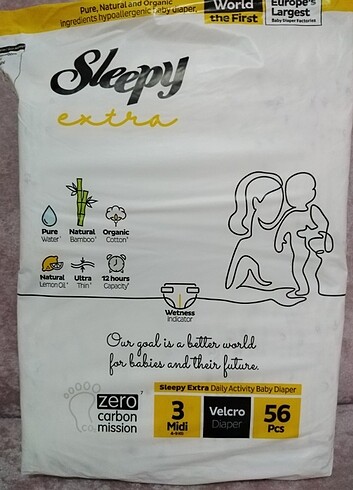 Pure, Natural and Organic
ingredients hypoallergenic baby diaper,
World
the First
Europe's
Largest
Baby Diaper Factories
Sleepy
extra
Pure
Water
Natural
Bamboo
Organic
Cotton
Natural
Lemon Oil
Ultra
Thin
12 hours
Capacity
Wetness
Indicator
Our goal is a better world
for babies and their future.
zero
carbon
mission
7
Sleepy Extra Daily Activity Baby Diaper
3
Midi
Velcro
Diaper
56
Pcs